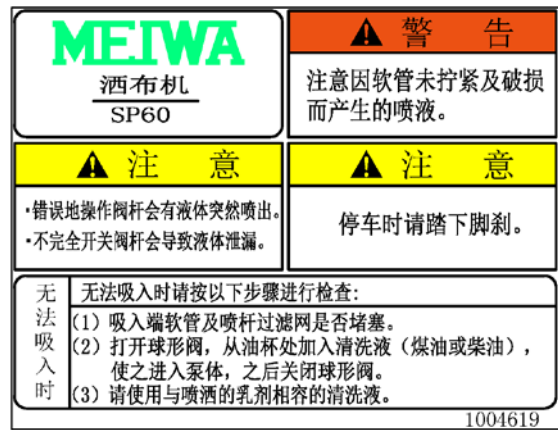 MEIWA
洒布机
SP60
警 告
注意因软管未拧紧及破损
而产生的喷液。
注 意
·错误地操作阀杆会有液体突然喷出。
·不完全开关阀杆会导致液体泄漏。
注 意
停车时请踏下脚刹。
无法吸入时
无法吸入时请按以下步骤进行检查:
(1) 吸入端软管及喷杆过滤网是否堵塞。
(2) 打开球形阀，从油杯处加入清洗液（煤油或柴油），
使之进入泵体，之后关闭球形阀。
(3) 请使用与喷洒的乳剂相容的清洗液。
1004619